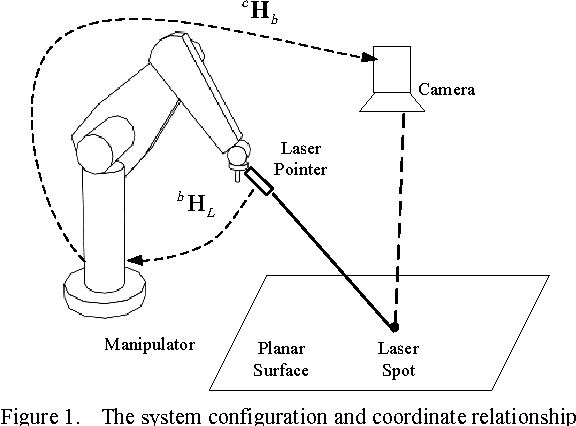 ᶜH_b
Camera
Laser
Pointer
ᵇH_L
Manipulator
Planar
Surface
Laser
Spot
Figure 1. The system configuration and coordinate relationship